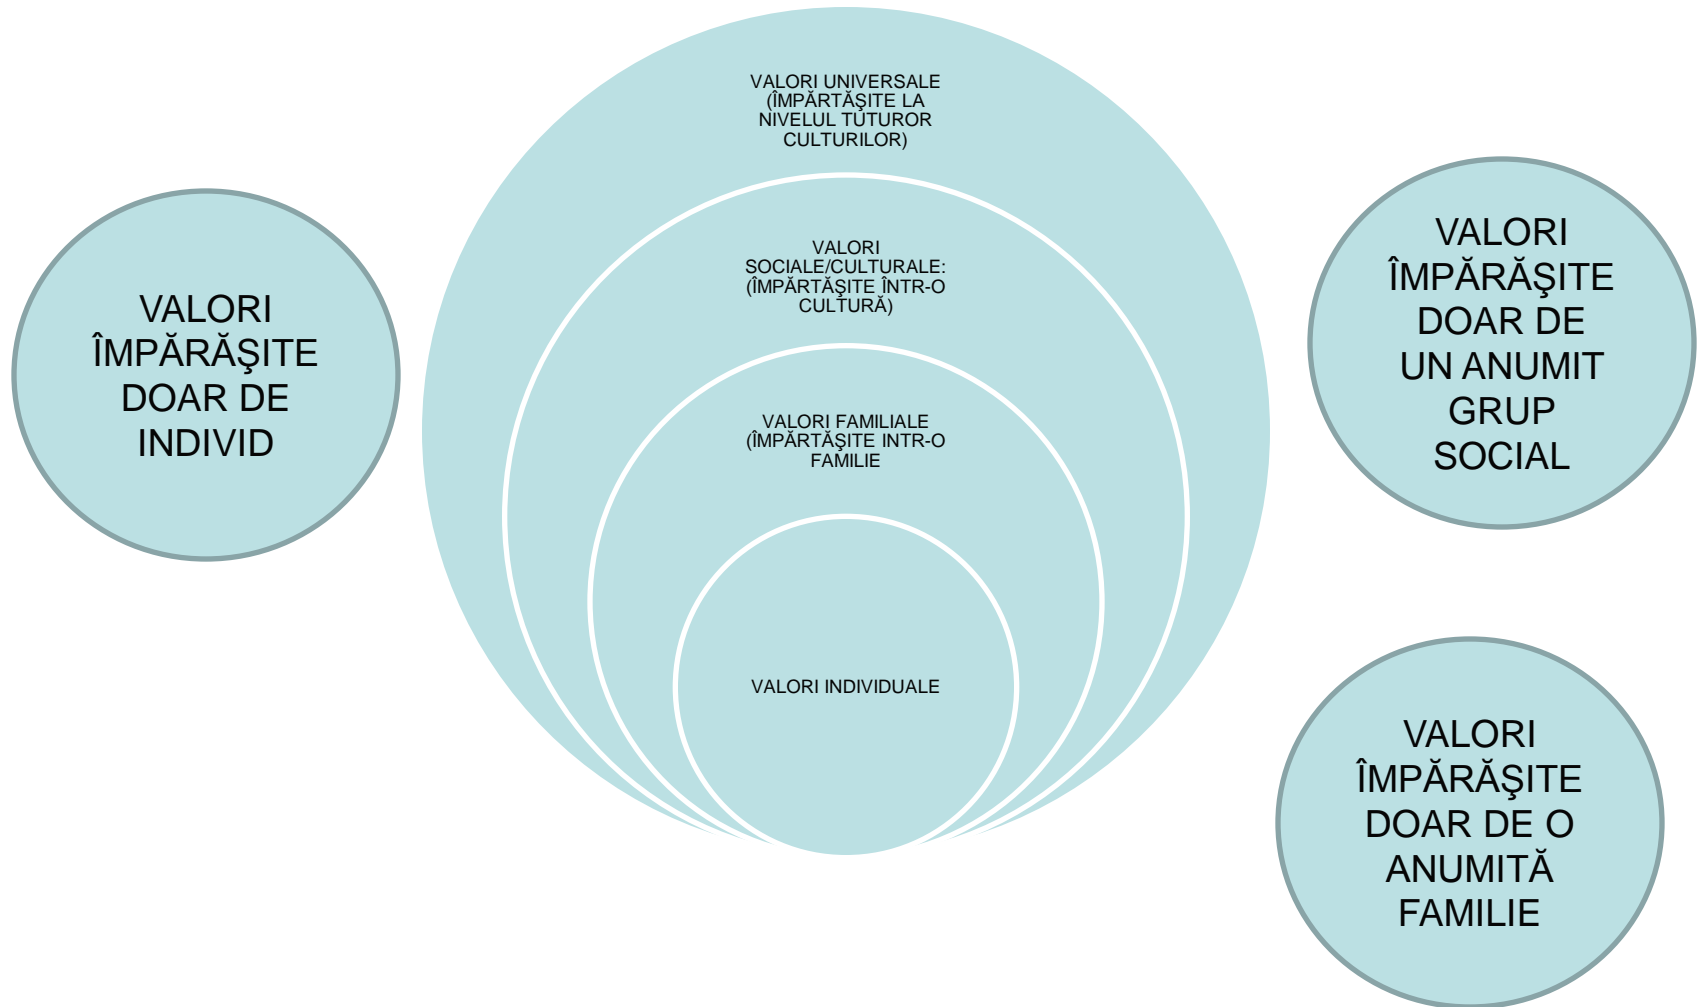 VALORI UNIVERSALE
(ÎMPĂRTĂŞITE LA
NIVELUL TUTUROR
CULTURILOR)
VALORI
SOCIALE/CULTURALE:
(ÎMPĂRTĂŞITE ÎNTR-O
CULTURĂ)
VALORI FAMILIALE
(ÎMPĂRTĂŞITE INTR-O
FAMILIE
VALORI INDIVIDUALE
VALORI
ÎMPĂRĂŞITE
DOAR DE
INDIVID
VALORI
ÎMPĂRĂŞITE
DOAR DE
UN ANUMIT
GRUP
SOCIAL
VALORI
ÎMPĂRĂŞITE
DOAR DE O
ANUMITĂ
FAMILIE